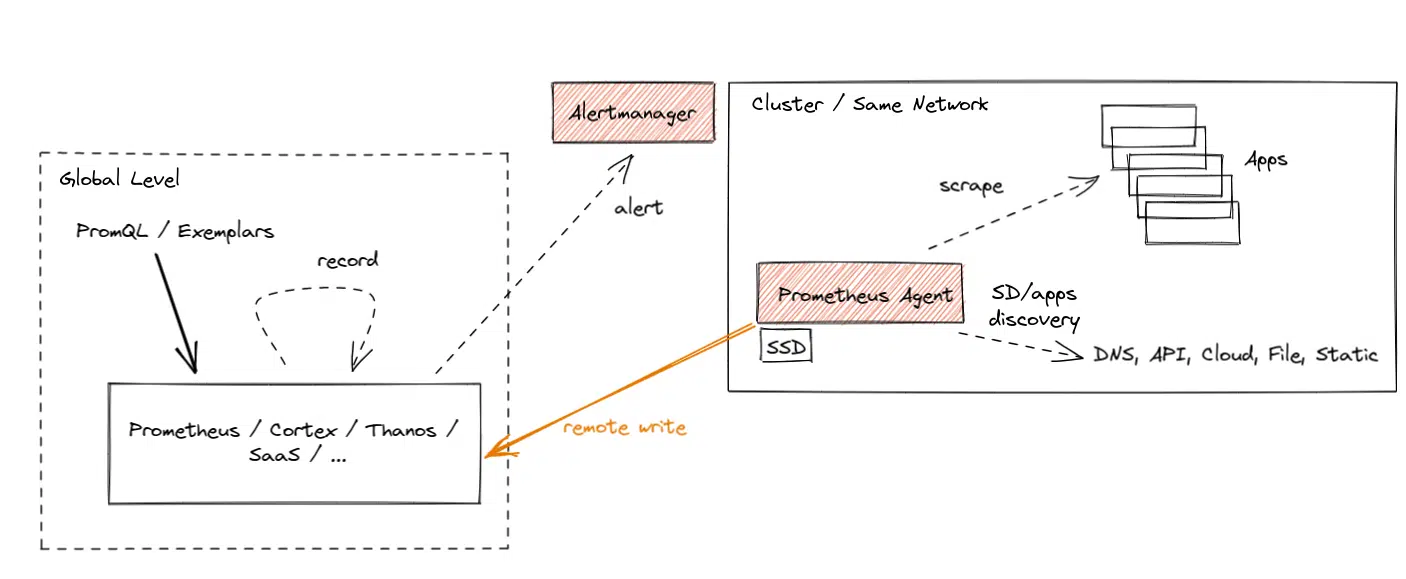 Alertmanager
Cluster / Same Network
Apps
scrape
Global Level
alert
PromQL / Exemplars
record
Prometheus Agent
SD/apps
discovery
SSD
DNS, API, Cloud, File, Static
Prometheus / Cortex / Thanos /
SaaS / ...
remote write